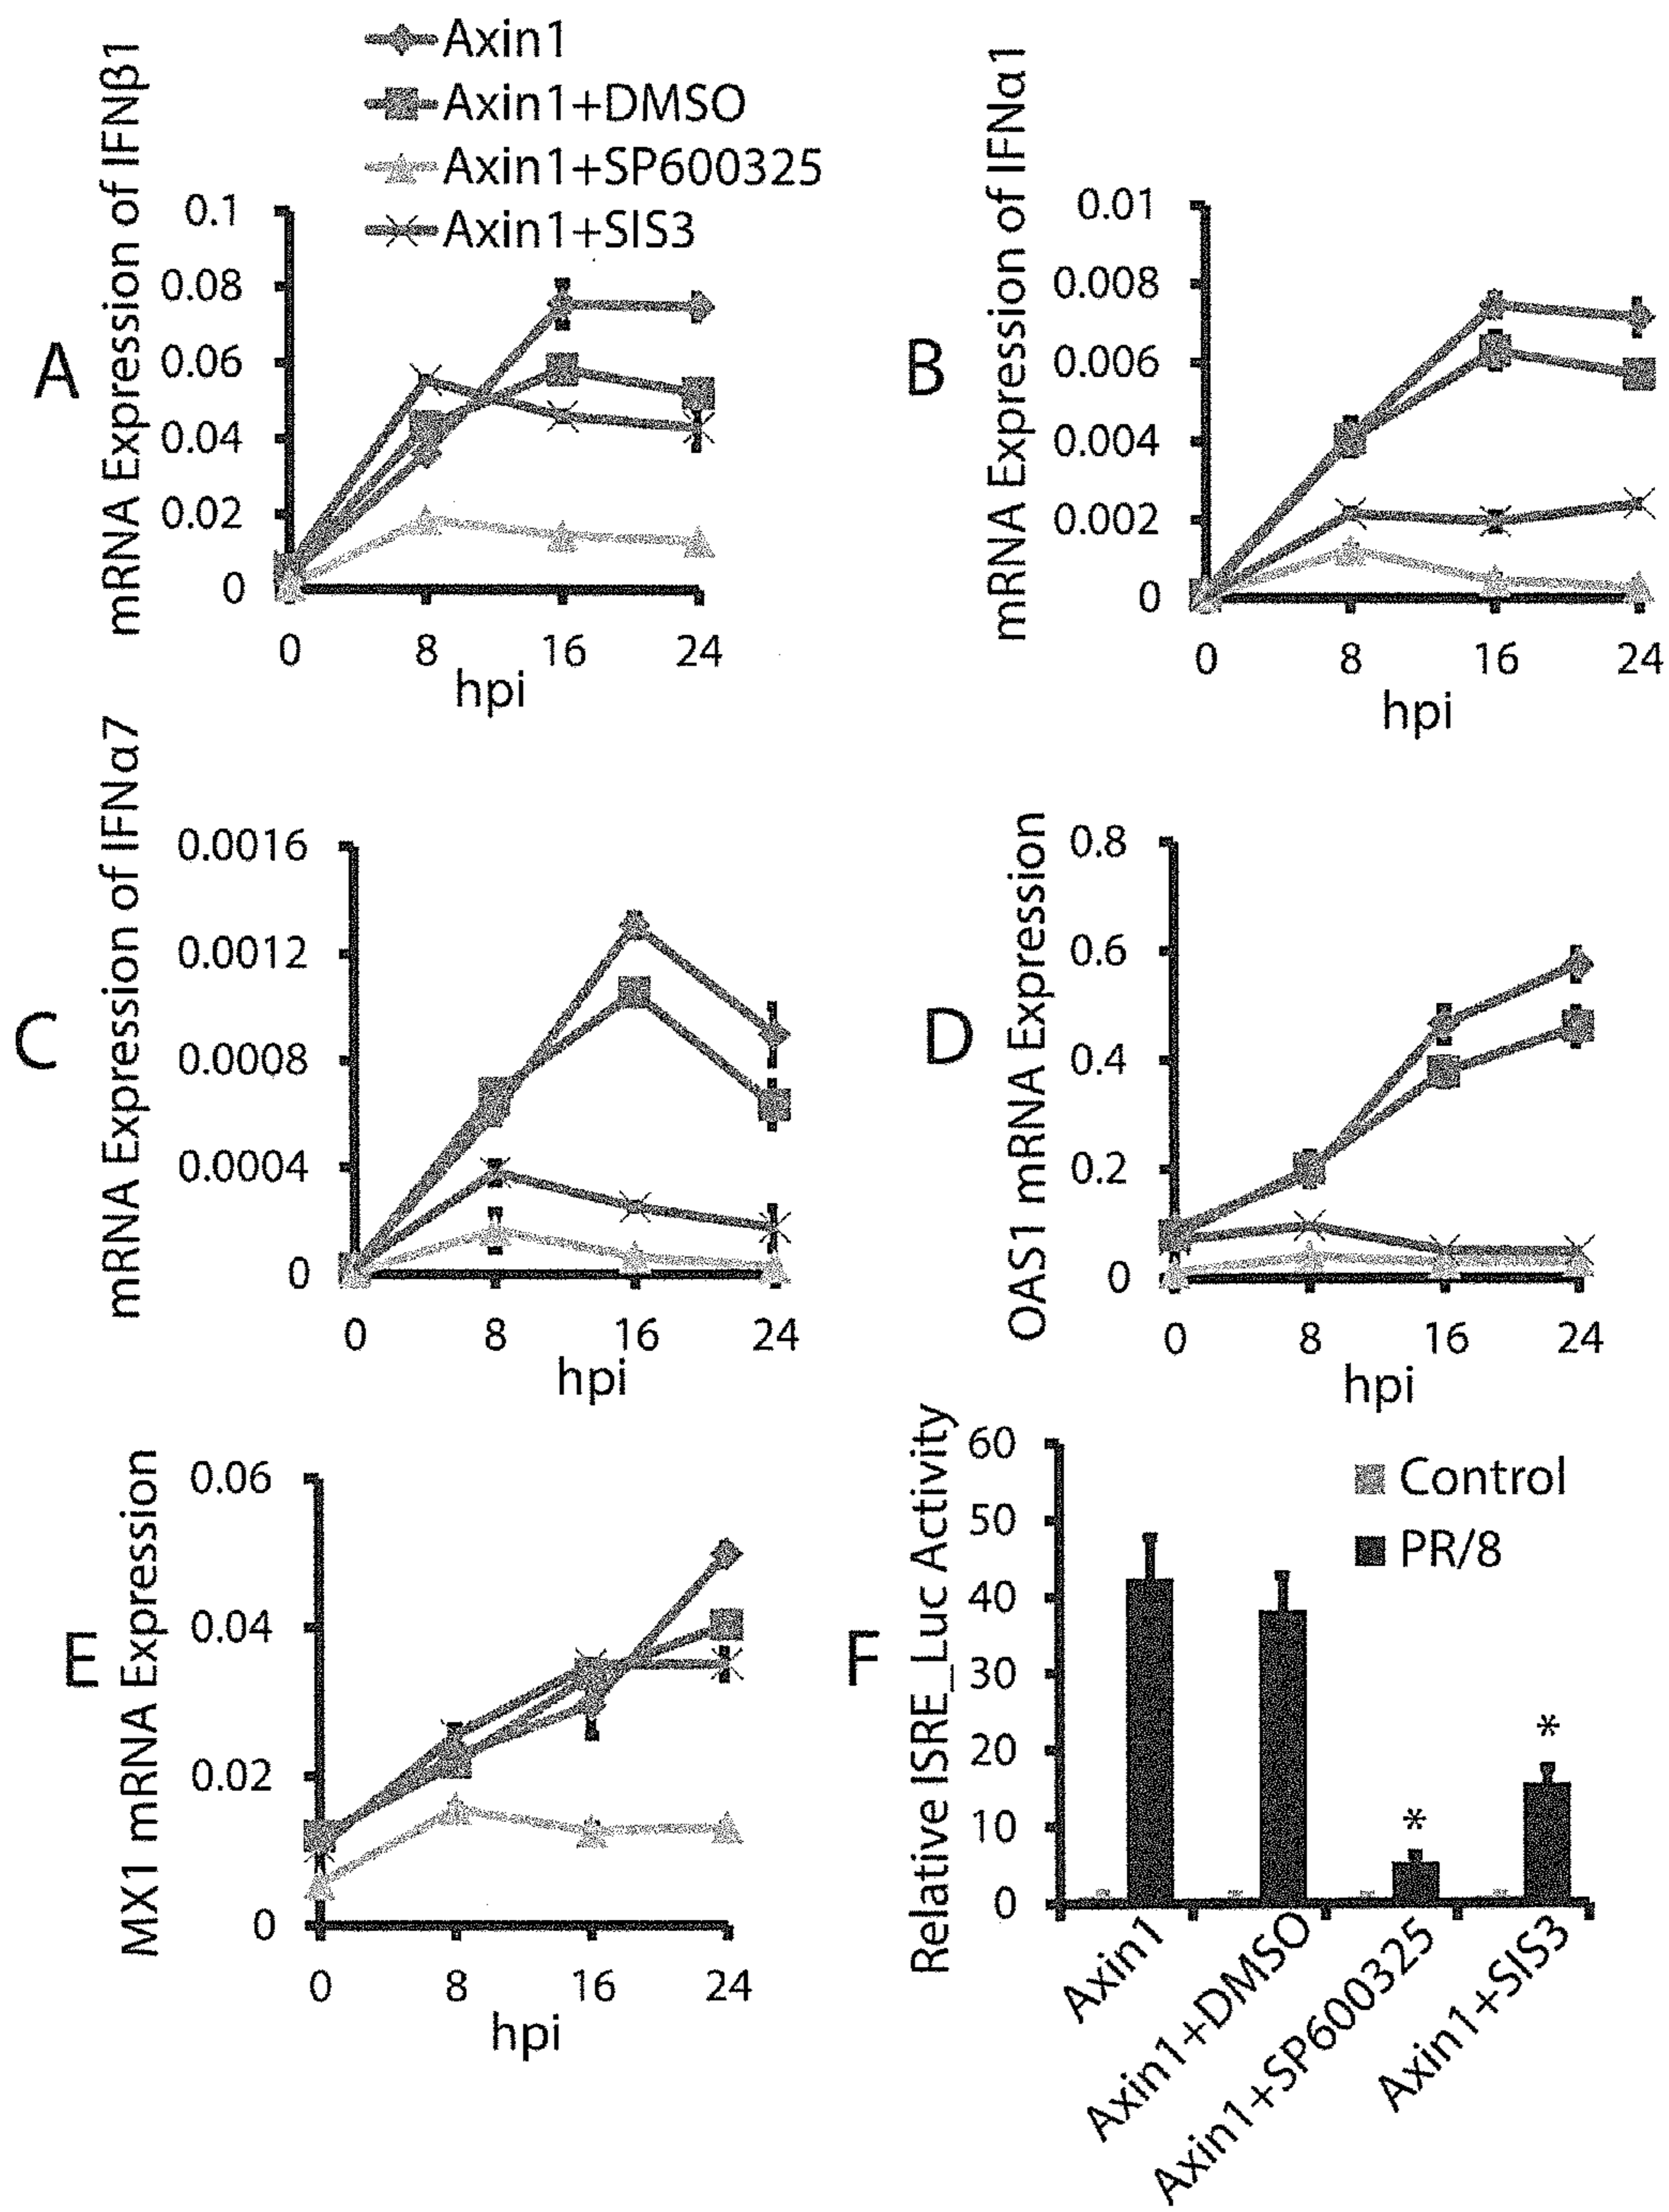 Axin1
Axin1+DMSO
Axin1+SP600325
Axin1+SIS3
A
mRNA Expression of IFNβ1
0.1
0.08
0.06
0.04
0.02
0
0 8 16 24
hpi
B
mRNA Expression of IFNα1
0.01
0.008
0.006
0.004
0.002
0
0 8 16 24
hpi
C
mRNA Expression of IFNα7
0.0016
0.0012
0.0008
0.0004
0
0 8 16 24
hpi
D
OAS1 mRNA Expression
0.8
0.6
0.4
0.2
0
0 8 16 24
hpi
E
MX1 mRNA Expression
0.06
0.04
0.02
0
0 8 16 24
hpi
F
Relative ISRE_Luc Activity
60
50
40
30
20
10
0
Control
PR/8
*
*
Axin1
Axin1+DMSO
Axin1+SP600325
Axin1+SIS3